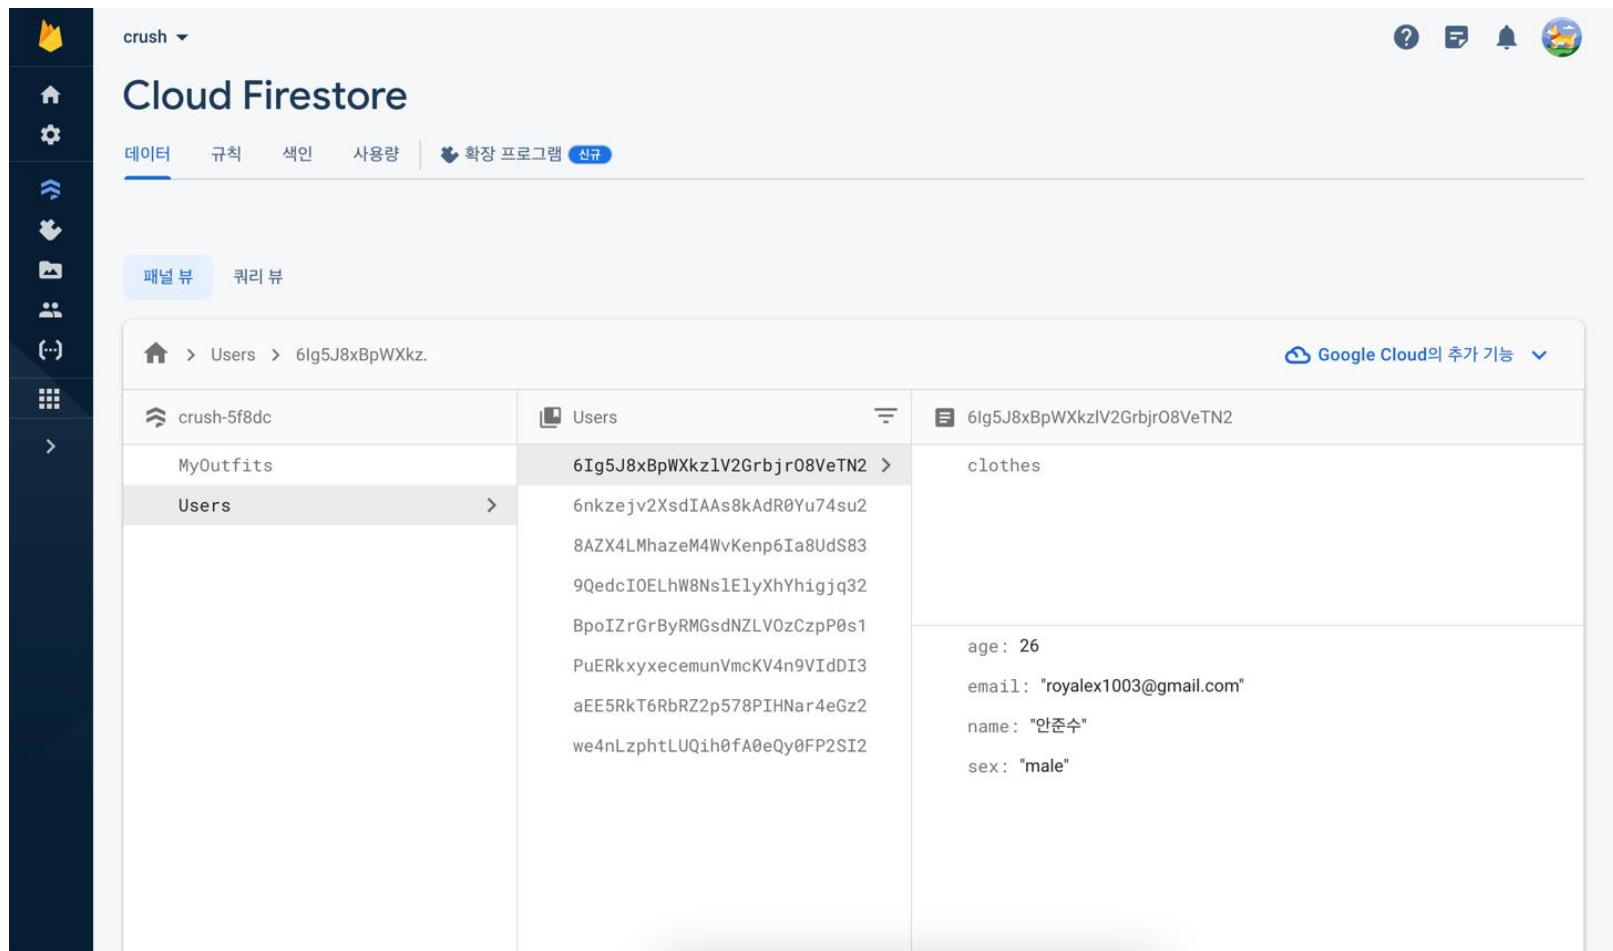 crush
Cloud Firestore
데이터 규칙 색인 사용량 확장 프로그램 신규
패널 뷰 쿼리 뷰
Users 6Ig5J8xBpWXkz.
Google Cloud의 추가 기능
crush-5f8dc
MyOutfits
Users
Users
6Ig5J8xBpWXkzlV2GrbjrO8VeTN2
6nkzejv2XsdIAAs8kAdR0Yu74su2
8AZX4LMhazeM4WvKenp6Ia8UdS83
9QedcIOELhW8NslElyXhYhigjq32
BpoIZrGrByRMGsdNZLVOzCzpP0s1
PuERkxyxecemunVmcKV4n9VIdDI3
aEE5RkT6RbRZ2p578PIHNar4eGz2
we4nLzphtLUQih0fA0eQy0FP2SI2
6Ig5J8xBpWXkzlV2GrbjrO8VeTN2
clothes
age: 26
email: "royalex1003@gmail.com"
name: "안준수"
sex: "male"